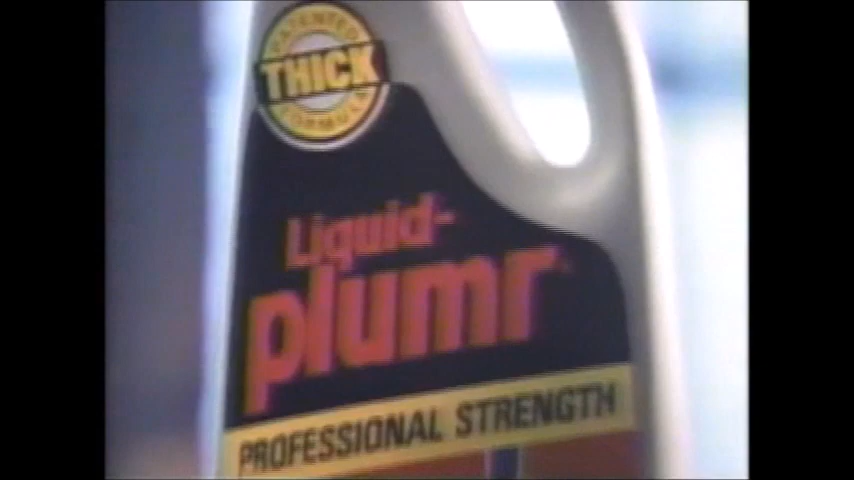 PATENTED
THICK
FORMULA
Liquid-
plumr
PROFESSIONAL STRENGTH